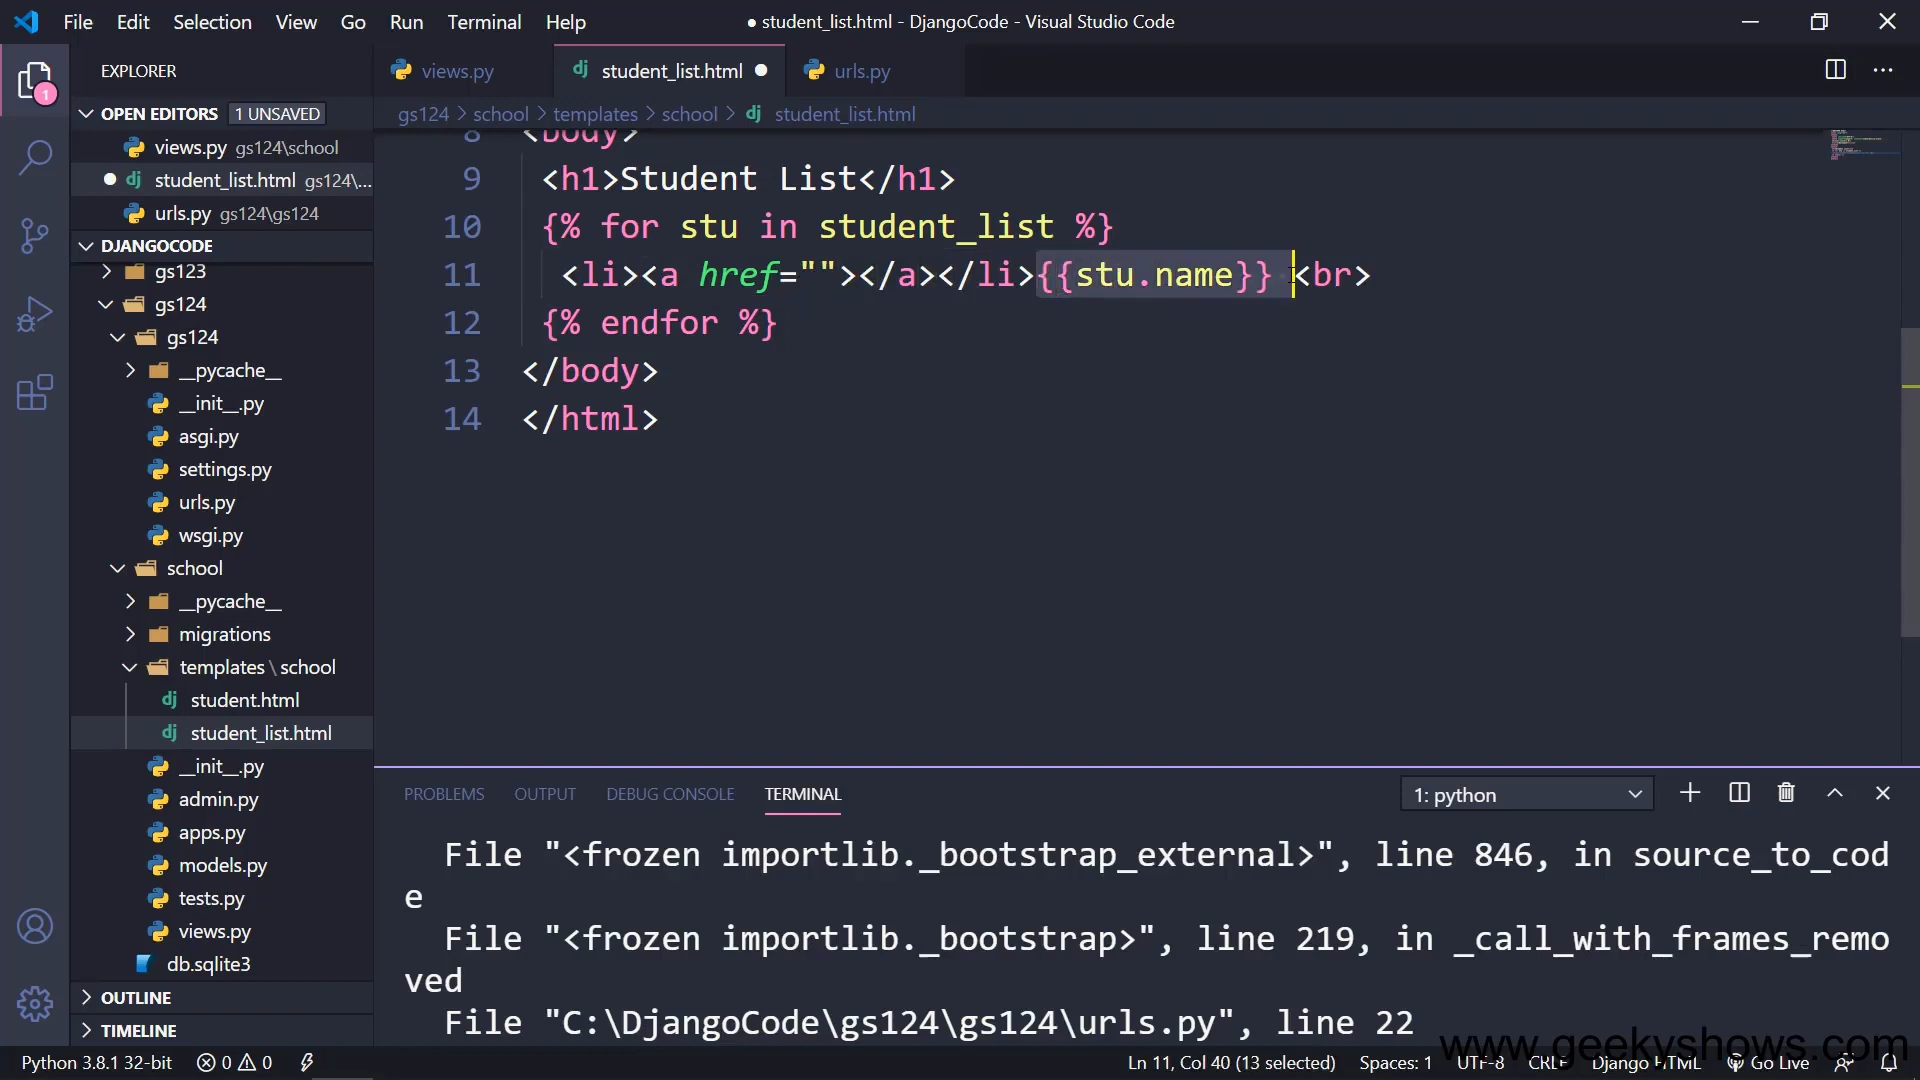 File Edit Selection View Go Run Terminal Help
● student_list.html - DjangoCode - Visual Studio Code
EXPLORER
1
OPEN EDITORS 1 UNSAVED
views.py gs124\school
student_list.html gs124\...
urls.py gs124\gs124
DJANGOCODE
gs123
gs124
gs124
__pycache__
__init__.py
asgi.py
settings.py
urls.py
wsgi.py
school
__pycache__
migrations
templates\school
student.html
student_list.html
__init__.py
admin.py
apps.py
models.py
tests.py
views.py
db.sqlite3
OUTLINE
TIMELINE
views.py student_list.html urls.py
gs124 > school > templates > school > student_list.html
8 <body>
9 <h1>Student List</h1>
10 {% for stu in student_list %}
11 <li><a href=""></a></li>{{stu.name}} <br>
12 {% endfor %}
13 </body>
14 </html>
PROBLEMS OUTPUT DEBUG CONSOLE TERMINAL 1: python
File "<frozen importlib._bootstrap_external>", line 846, in source_to_cod
e
File "<frozen importlib._bootstrap>", line 219, in _call_with_frames_remo
ved
File "C:\DjangoCode\gs124\gs124\urls.py", line 22
www.geekyshows.com
Python 3.8.1 32-bit 0 0 Ln 11, Col 40 (13 selected) Spaces: 1 UTF-8 CRLF Django HTML Go Live